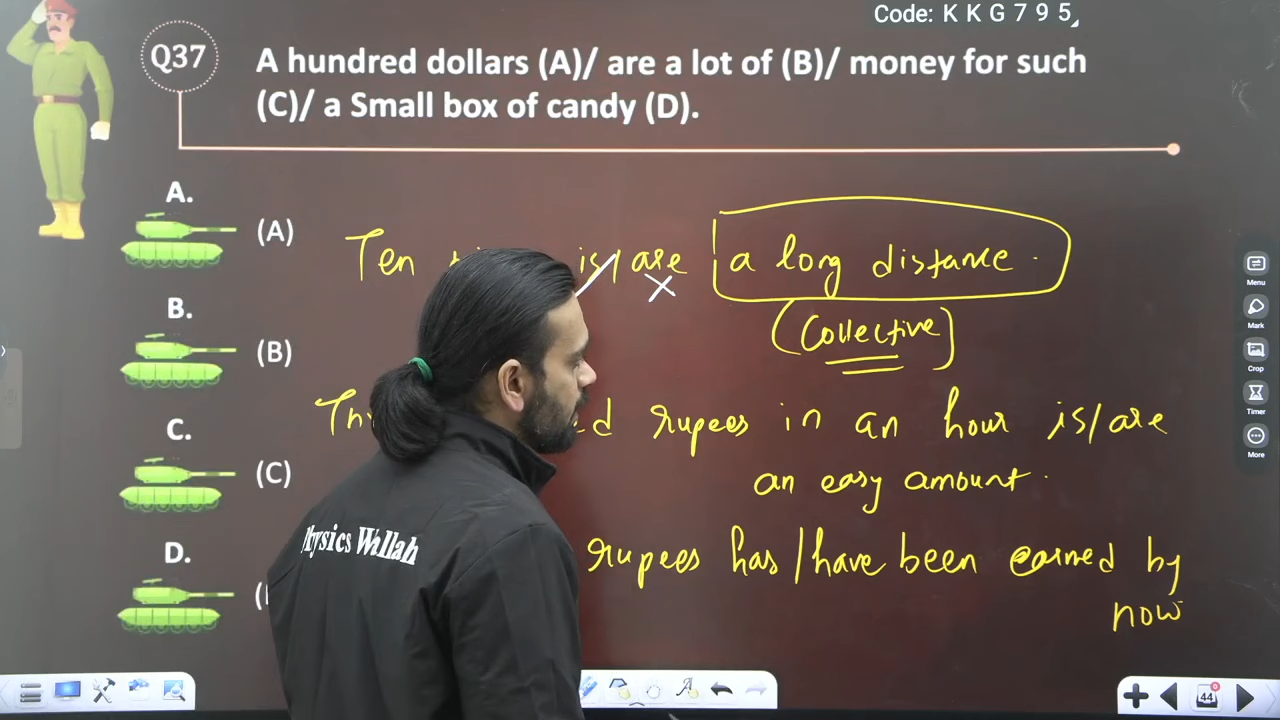 Code: K K G 7 9 5
Q37
A hundred dollars (A)/ are a lot of (B)/ money for such
(C)/ a Small box of candy (D).
A.
(A)
Ten is/are a long distance.
(Collective)
B.
(B)
C.
(C)
rupees in an hour is/are
an easy amount.
D.
rupees has/have been earned by
now
Physics Wallah
Menu
Mark
Crop
Timer
More
44